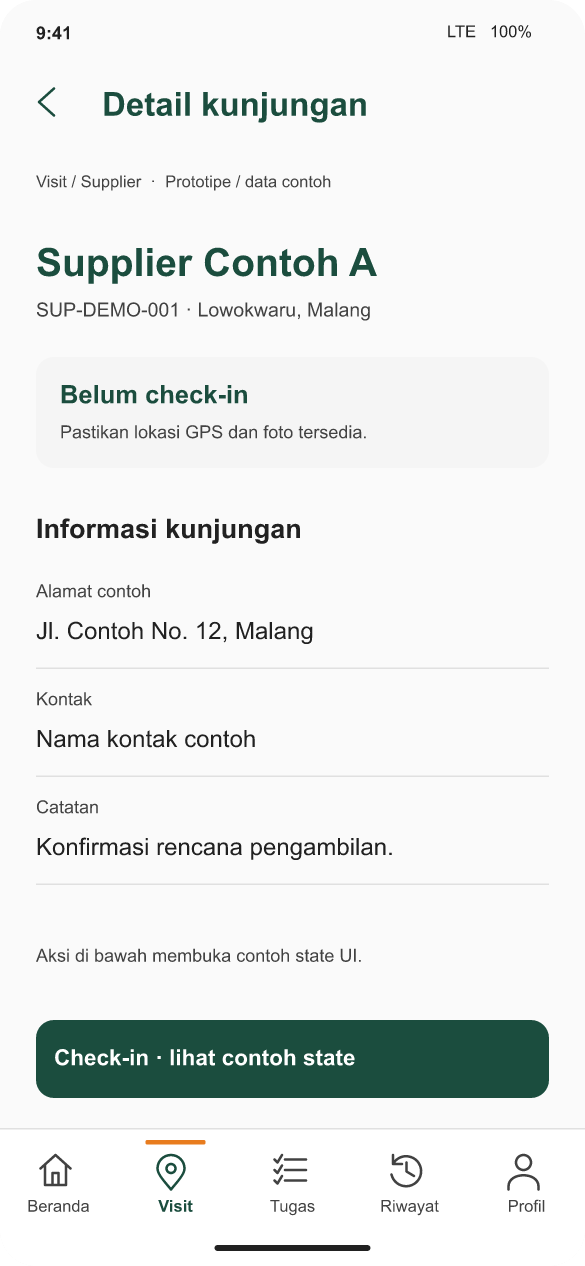 9:41
LTE 100%
Detail kunjungan
Visit / Supplier · Prototipe / data contoh
Supplier Contoh A
SUP-DEMO-001 · Lowokwaru, Malang
Belum check-in
Pastikan lokasi GPS dan foto tersedia.
Informasi kunjungan
Alamat contoh
Jl. Contoh No. 12, Malang
Kontak
Nama kontak contoh
Catatan
Konfirmasi rencana pengambilan.
Aksi di bawah membuka contoh state UI.
Check-in · lihat contoh state
Beranda
Visit
Tugas
Riwayat
Profil